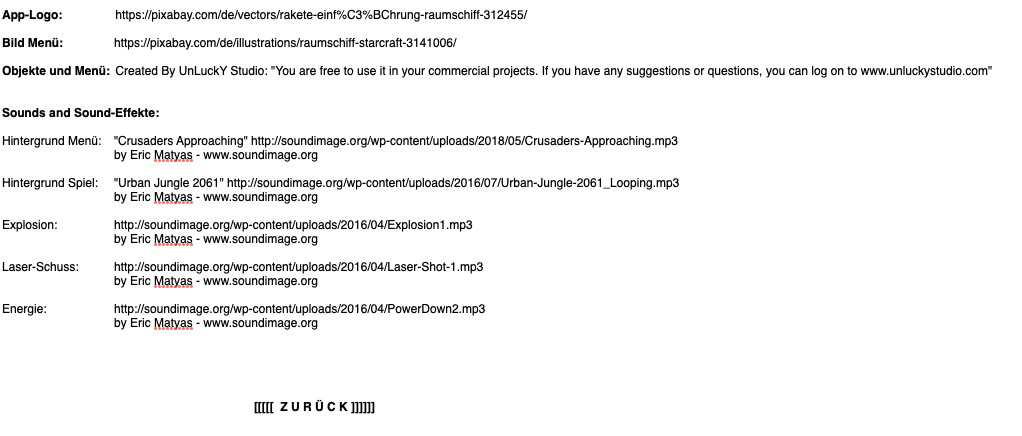 App-Logo: https://pixabay.com/de/vectors/rakete-einf%C3%BChrung-raumschiff-312455/
Bild Menü: https://pixabay.com/de/illustrations/raumschiff-starcraft-3141006/
Objekte und Menü: Created By UnLuckY Studio: "You are free to use it in your commercial projects. If you have any suggestions or questions, you can log on to www.unluckystudio.com"
Sounds and Sound-Effekte:
Hintergrund Menü: "Crusaders Approaching" http://soundimage.org/wp-content/uploads/2018/05/Crusaders-Approaching.mp3
by Eric Matyas - www.soundimage.org
Hintergrund Spiel: "Urban Jungle 2061" http://soundimage.org/wp-content/uploads/2016/07/Urban-Jungle-2061_Looping.mp3
by Eric Matyas - www.soundimage.org
Explosion: http://soundimage.org/wp-content/uploads/2016/04/Explosion1.mp3
by Eric Matyas - www.soundimage.org
Laser-Schuss: http://soundimage.org/wp-content/uploads/2016/04/Laser-Shot-1.mp3
by Eric Matyas - www.soundimage.org
Energie: http://soundimage.org/wp-content/uploads/2016/04/PowerDown2.mp3
by Eric Matyas - www.soundimage.org
[[[[[ Z U R Ü C K ]]]]]]